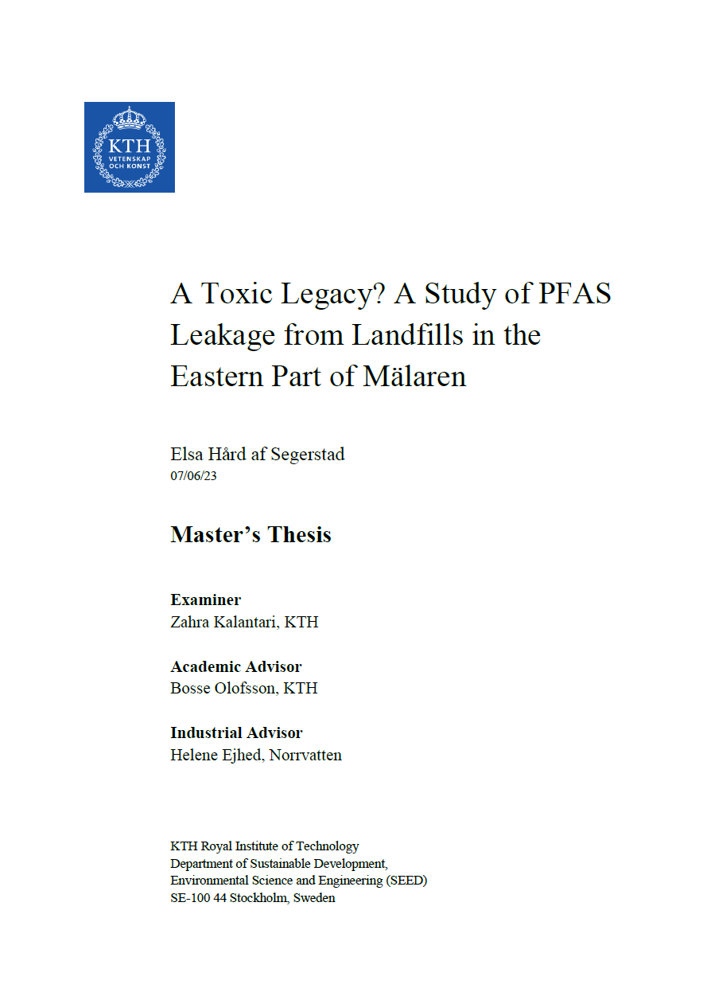 KTH
VETENSKAP
OCH KONST
A Toxic Legacy? A Study of PFAS
Leakage from Landfills in the
Eastern Part of Mälaren
Elsa Hård af Segerstad
07/06/23
Master’s Thesis
Examiner
Zahra Kalantari, KTH
Academic Advisor
Bosse Olofsson, KTH
Industrial Advisor
Helene Ejhed, Norrvatten
KTH Royal Institute of Technology
Department of Sustainable Development,
Environmental Science and Engineering (SEED)
SE-100 44 Stockholm, Sweden